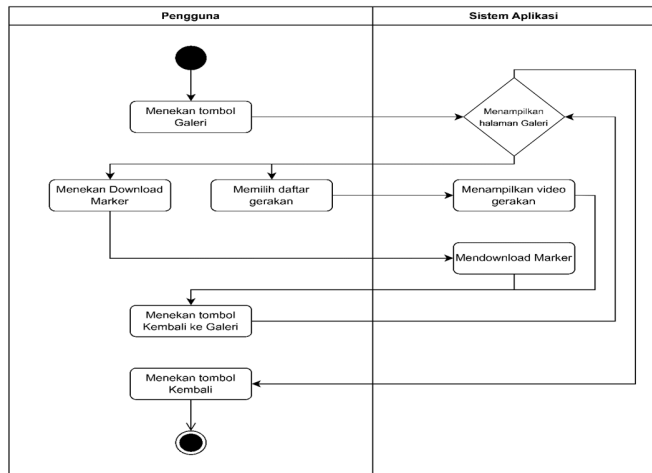 Pengguna
Sistem Aplikasi
Menekan tombol
Galeri
Menampilkan
halaman Galeri
Menekan Download
Marker
Memilih daftar
gerakan
Menampilkan video
gerakan
Mendownload Marker
Menekan tombol
Kembali ke Galeri
Menekan tombol
Kembali